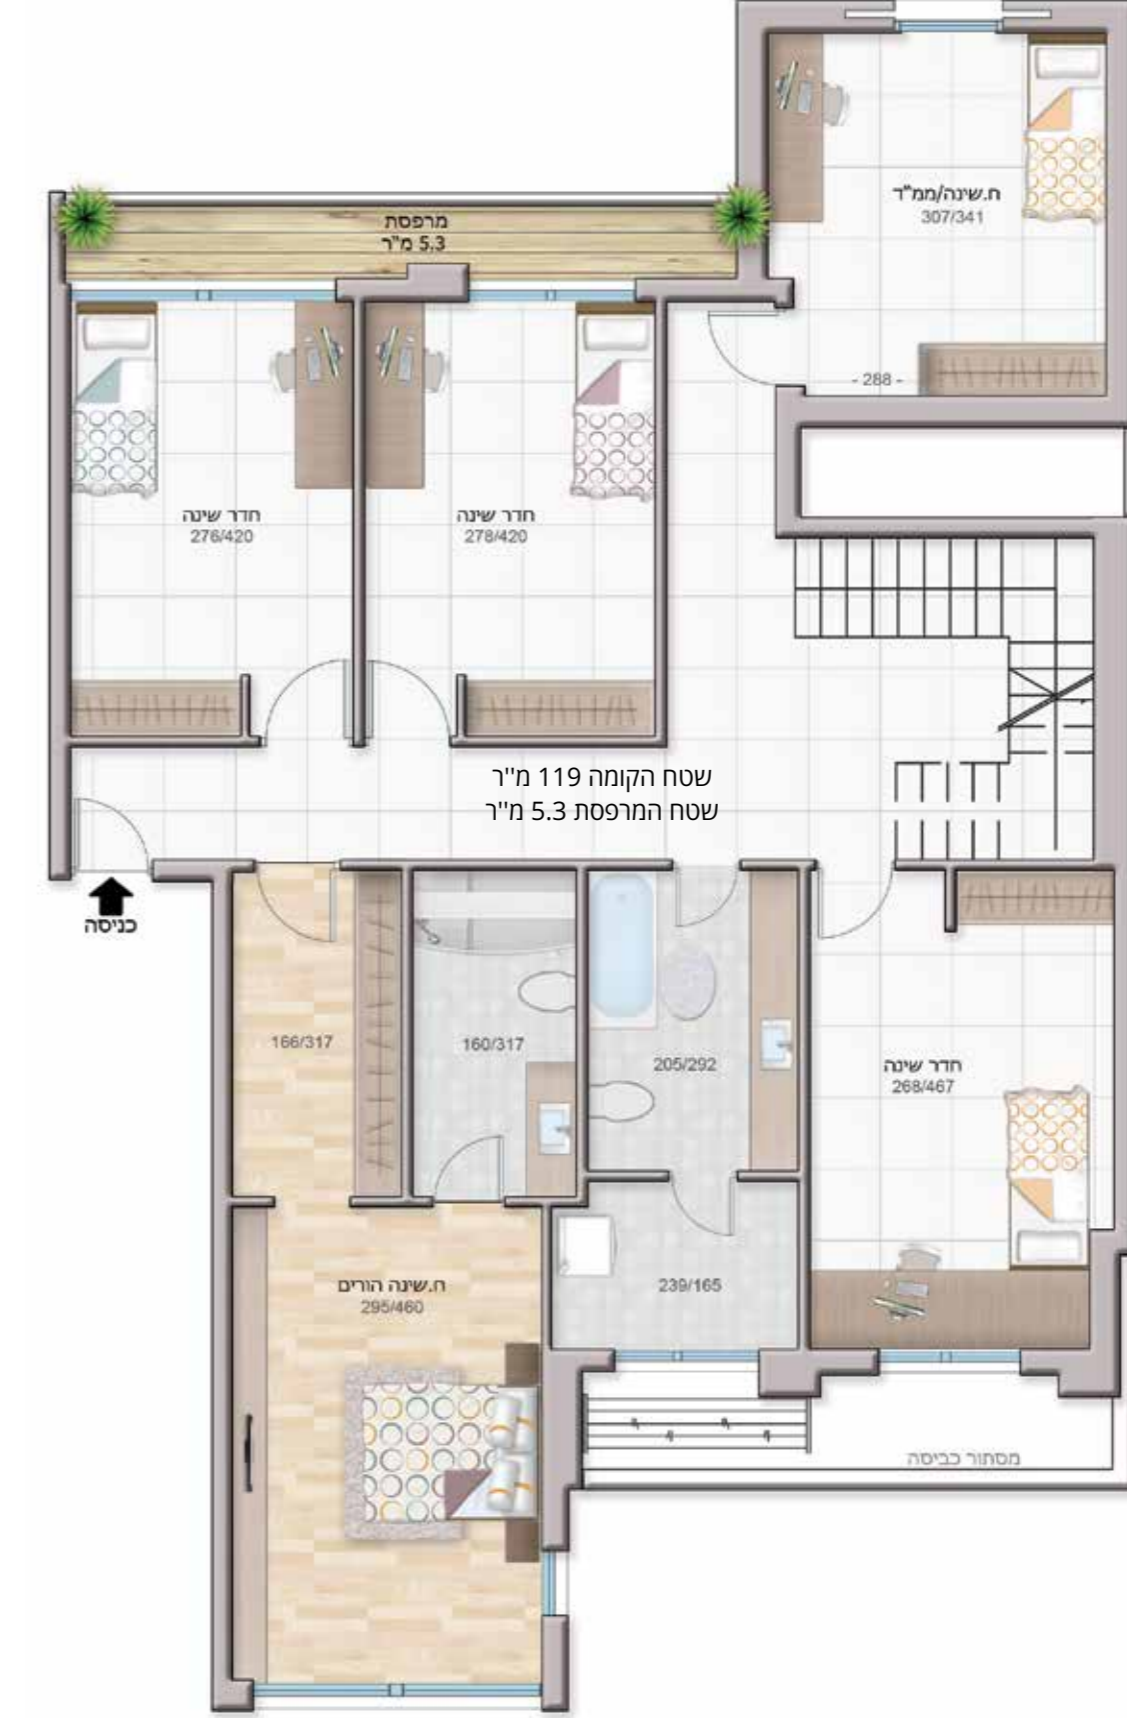 ח.שינה/ממ"ד
307/341
מרפסת
5.3 מ"ר
- 288 -
חדר שינה
276/420
חדר שינה
278/420
שטח הקומה 119 מ''ר
שטח המרפסת 5.3 מ''ר
כניסה
166/317
160/317
205/292
חדר שינה
268/467
ח.שינה הורים
295/460
239/165
מסתור כביסה